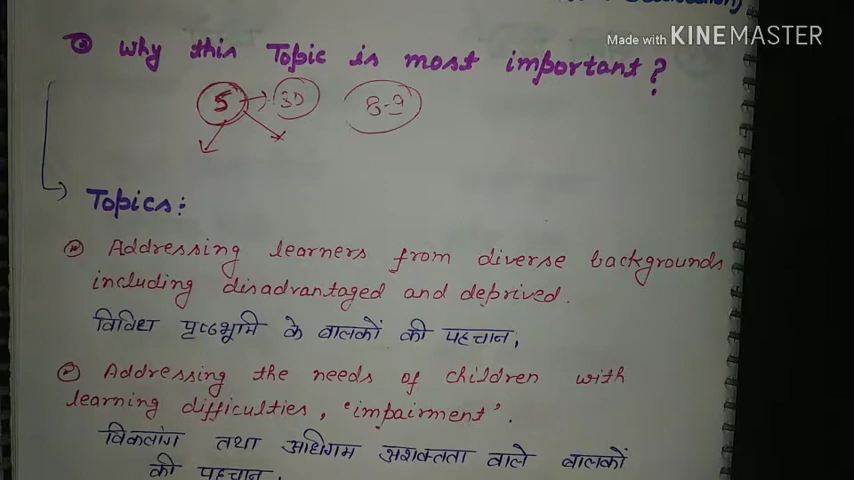 Made with KINEMASTER
Why this Topic is most important?
5 30 8-9
Topics:
Addressing learners from diverse backgrounds
including disadvantaged and deprived.
विविध पृष्ठभूमि के बालकों की पहचान,
Addressing the needs of children with
learning difficulties, "impairment".
विकलांग तथा अधिगम अशक्तता वाले बालकों
की पहचान,